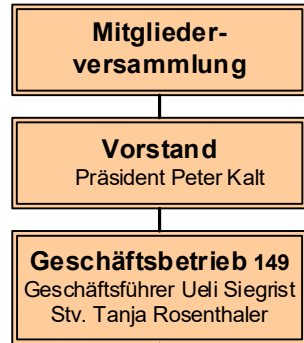 Mitglieder-
versammlung
Vorstand
Präsident Peter Kalt
Geschäftsbetrieb 149
Geschäftsführer Ueli Siegrist
Stv. Tanja Rosenthaler